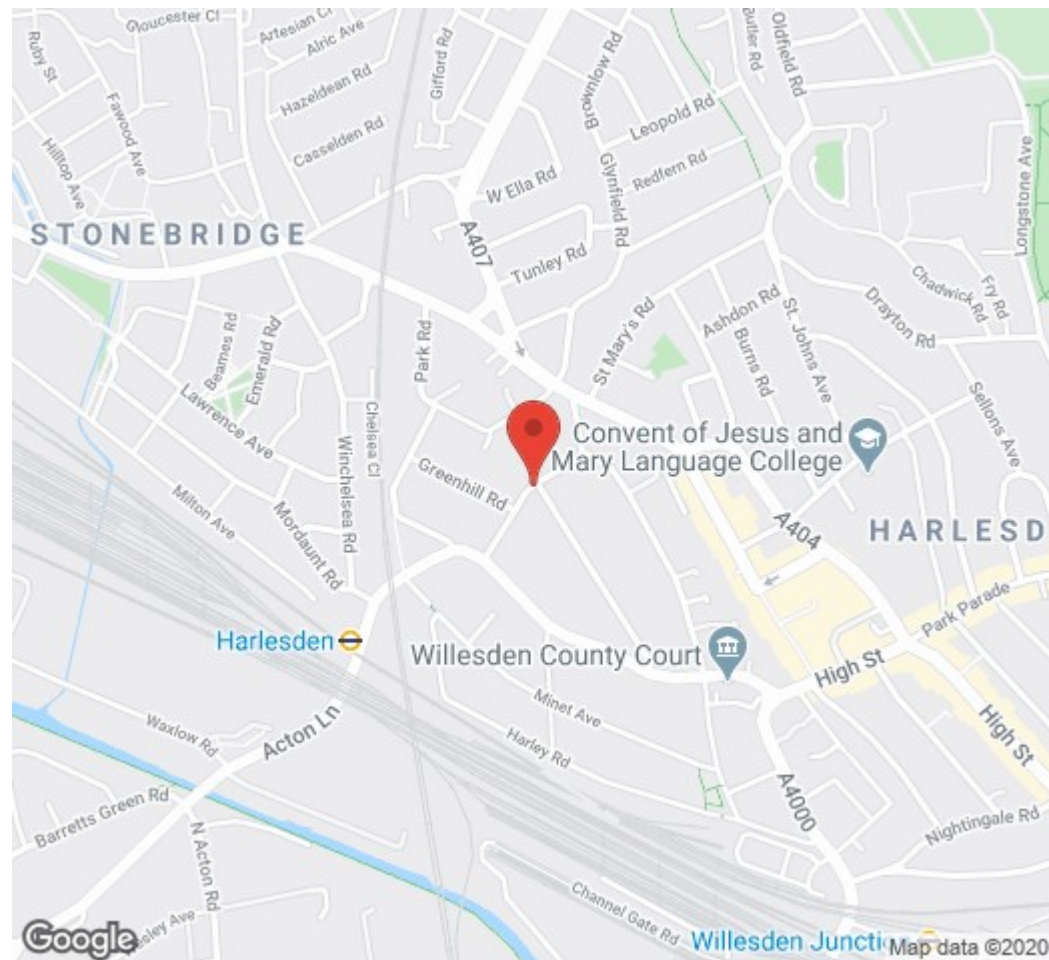 Gloucester Cl
Artesian Cl
Alric Ave
Ruby St
Fawood Ave
Hilltop Ave
Hazeldean Rd
Casselden Rd
Gifford Rd
Brownlow Rd
Butler Rd
Oldfield Rd
Leopold Rd
Redfern Rd
Glynfield Rd
W Ella Rd
Longstone Ave
STONEBRIDGE
A407
Tunley Rd
Chadwick Rd
Fry Rd
Drayton Rd
St Mary's Rd
Ashdon Rd
Burns Rd
St. Johns Ave
Sellons Ave
Park Rd
Beames Rd
Emerald Rd
Lawrence Ave
Chelsea Cl
Winchelsea Rd
Greenhill Rd
Convent of Jesus and
Mary Language College
Milton Ave
Mordaunt Rd
A404
HARLESD
Park Parade
Harlesden
Willesden County Court
High St
Minet Ave
Harley Rd
High St
Waxlow Rd
Acton Ln
A4000
Barretts Green Rd
N Acton Rd
Nightingale Rd
Channel Gate Rd
esley Ave
Google
Willesden Juncti
Map data ©2020